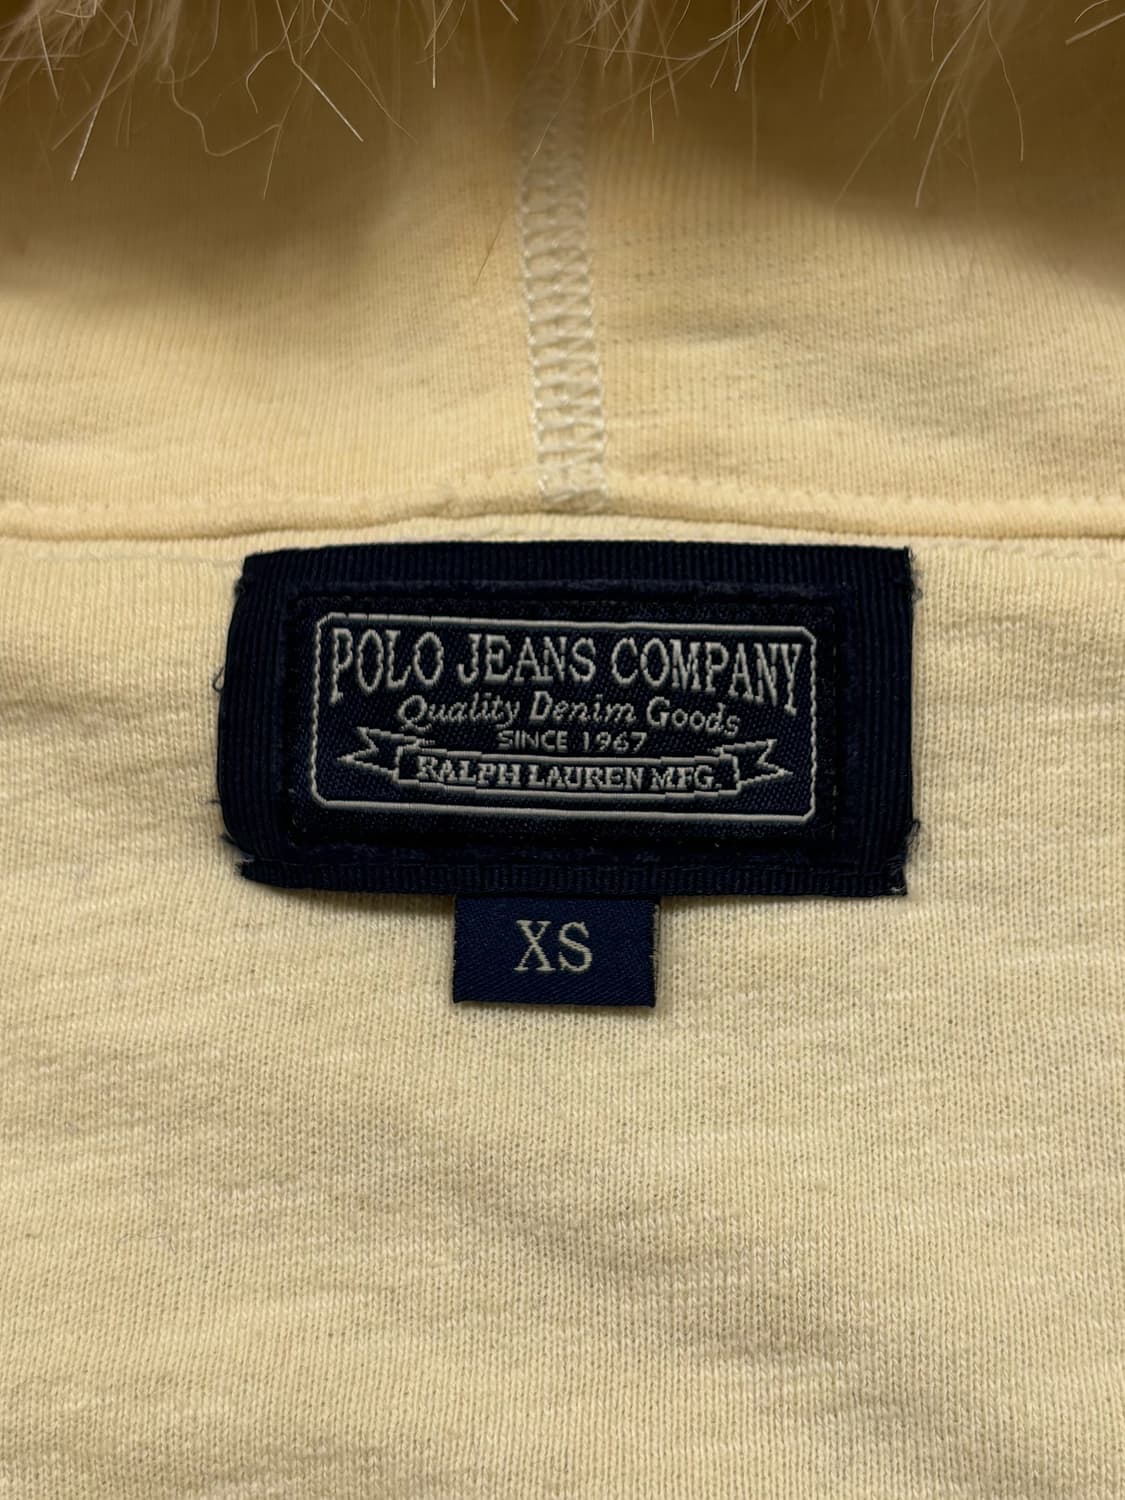 POLO JEANS COMPANY
Quality Denim Goods
SINCE 1967
RALPH LAUREN MFG.
XS